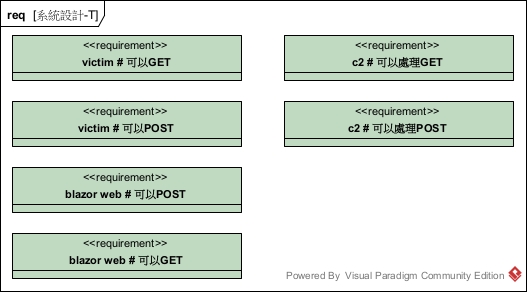 req [系統設計-T]
<<requirement>>
victim # 可以GET
<<requirement>>
victim # 可以POST
<<requirement>>
blazor web # 可以POST
<<requirement>>
blazor web # 可以GET
<<requirement>>
c2 # 可以處理GET
<<requirement>>
c2 # 可以處理POST
Powered By Visual Paradigm Community Edition